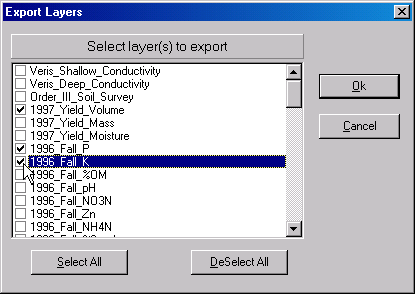 Export Layers
Select layer(s) to export
Veris_Shallow_Conductivity
Veris_Deep_Conductivity
Order_III_Soil_Survey
1997_Yield_Volume
1997_Yield_Mass
1997_Yield_Moisture
1996_Fall_P
1996_Fall_K
1996_Fall_%OM
1996_Fall_pH
1996_Fall_NO3N
1996_Fall_Zn
1996_Fall_NH4N
Ok
Cancel
Select All
DeSelect All